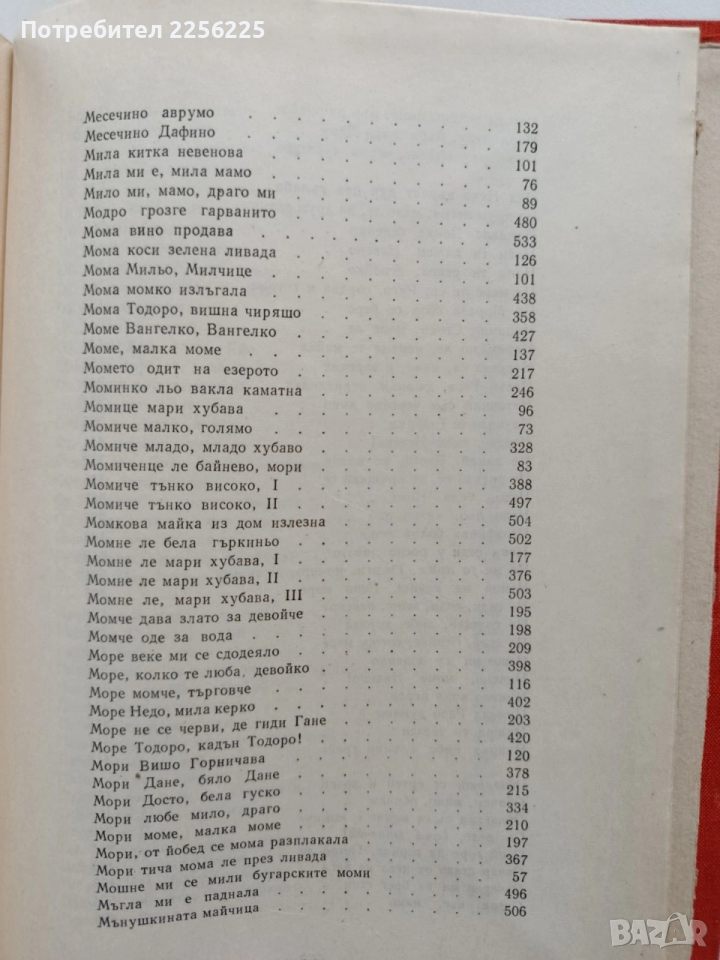 Потребител 2256225
Месечино аврумо . . . . . . . . 132
Месечино Дафино . . . . . . . . 179
Мила китка невенова . . . . . . . 101
Мила ми е, мила мамо . . . . . . . 76
Мило ми, мамо, драго ми . . . . . . 89
Модро грозге гарванито . . . . . . 480
Мома вино продава . . . . . . . 533
Мома коси зелена ливада . . . . . . 126
Мома Мильо, Милчице . . . . . . . 101
Мома момко излъгала . . . . . . . 438
Мома Тодоро, вишна чиряшо . . . . . 358
Моме Вангелко, Вангелко . . . . . . 427
Моме, малка моме . . . . . . . 137
Момето одит на езерото . . . . . . 217
Моминко льо вакла каматна . . . . . 246
Момице мари хубава . . . . . . . 96
Момиче малко, голямо . . . . . . 73
Момиче младо, младо хубаво . . . . . 328
Момиченце ле байнево, мори . . . . . 83
Момиче тънко високо, I . . . . . . 388
Момиче тънко високо, II . . . . . . 497
Момкова майка из дом излезна . . . . 504
Момне ле бела гъркиньо . . . . . . 502
Момне ле мари хубава, I . . . . . . 177
Момне ле мари хубава, II . . . . . 376
Момне ле, мари хубава, III . . . . . 503
Момче дава злато за девойче . . . . . 195
Момче оде за вода . . . . . . . 198
Море веке ми се сдодеяло . . . . . 209
Море, колко те люба, девойко . . . . 398
Море момче, търговче . . . . . . 116
Море Недо, мила керко . . . . . . 402
Море не се черви, де гиди Гане . . . . 203
Море Тодоро, кадън Тодоро! . . . . . 420
Мори Вишо Горничава . . . . . . 120
Мори Дане, бяло Дане . . . . . . 378
Мори Досто, бела гуско . . . . . . 215
Мори любе мило, драго . . . . . . 334
Мори моме, малка моме . . . . . . 210
Мори, от йобед се мома разплакала . . . 197
Мори тича мома ле през ливада . . . . 367
Мошне ми се мили бугарските моми . . . 57
Мъгла ми е паднала . . . . . . . 496
Мънушкината майчица . . . . . . 506
BAZAR